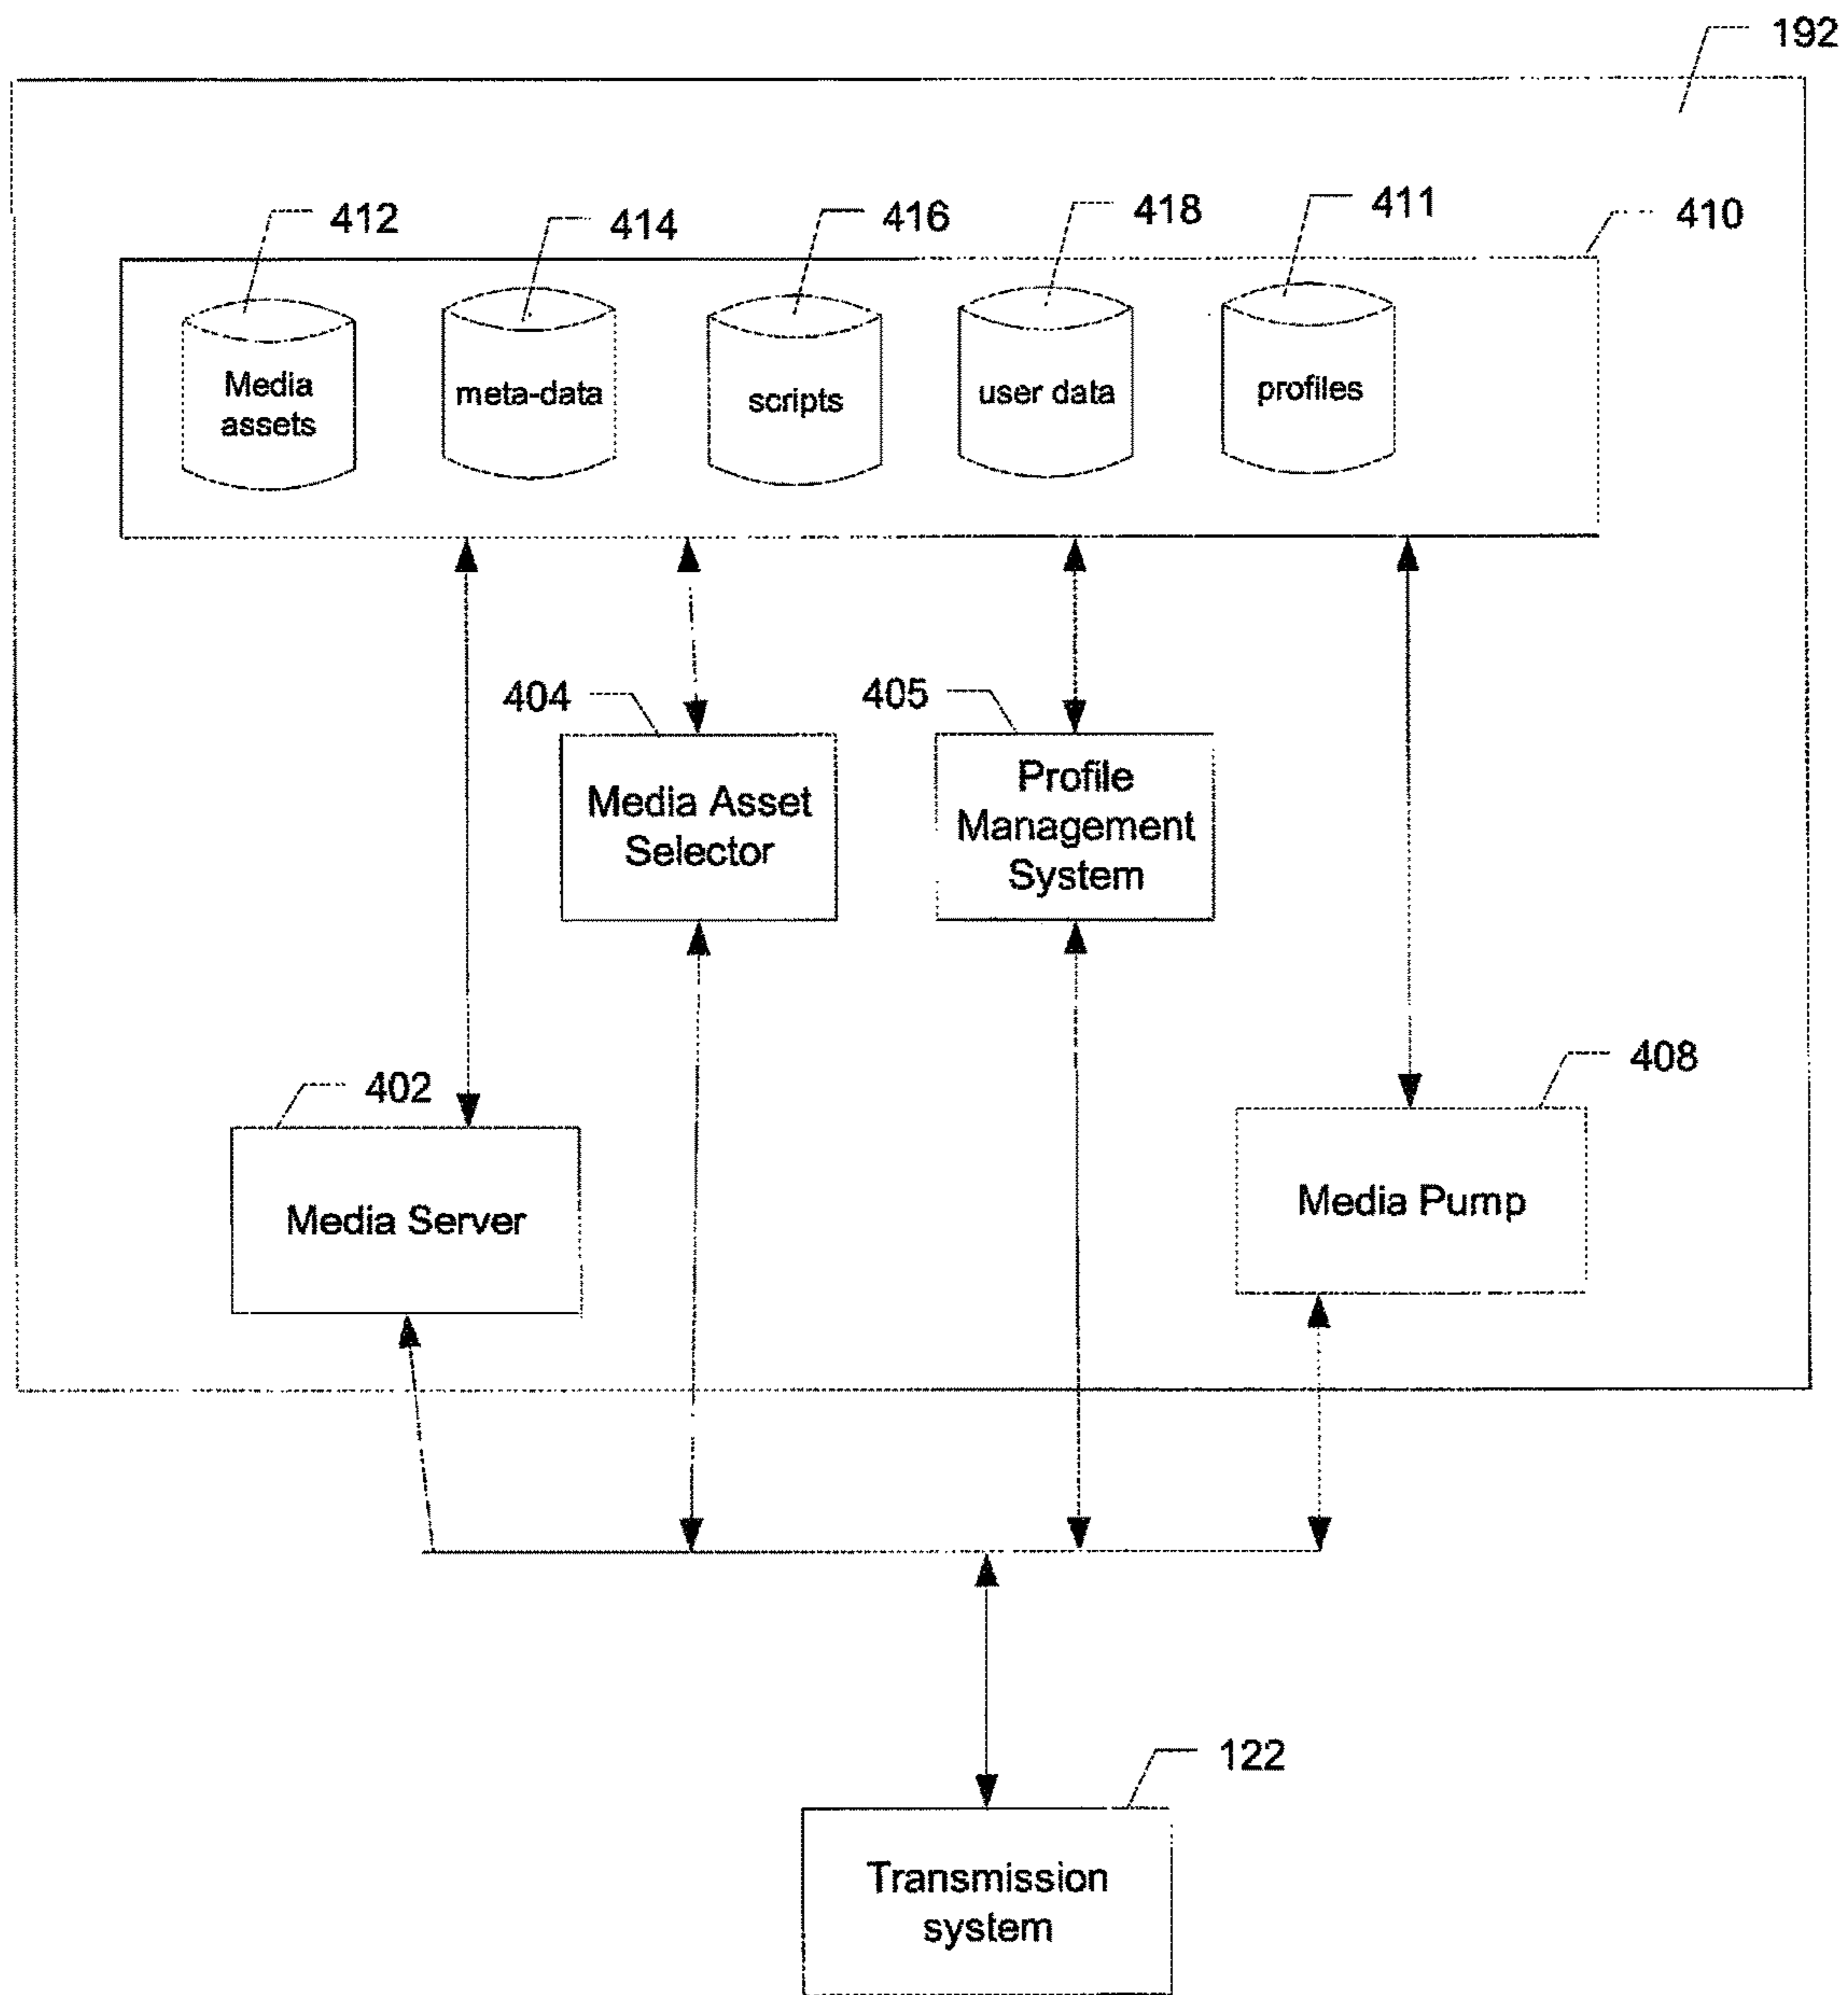 192
412
414
416
418
411
410
Media
assets
meta-data
scripts
user data
profiles
404
405
Media Asset
Selector
Profile
Management
System
402
408
Media Server
Media Pump
122
Transmission
system